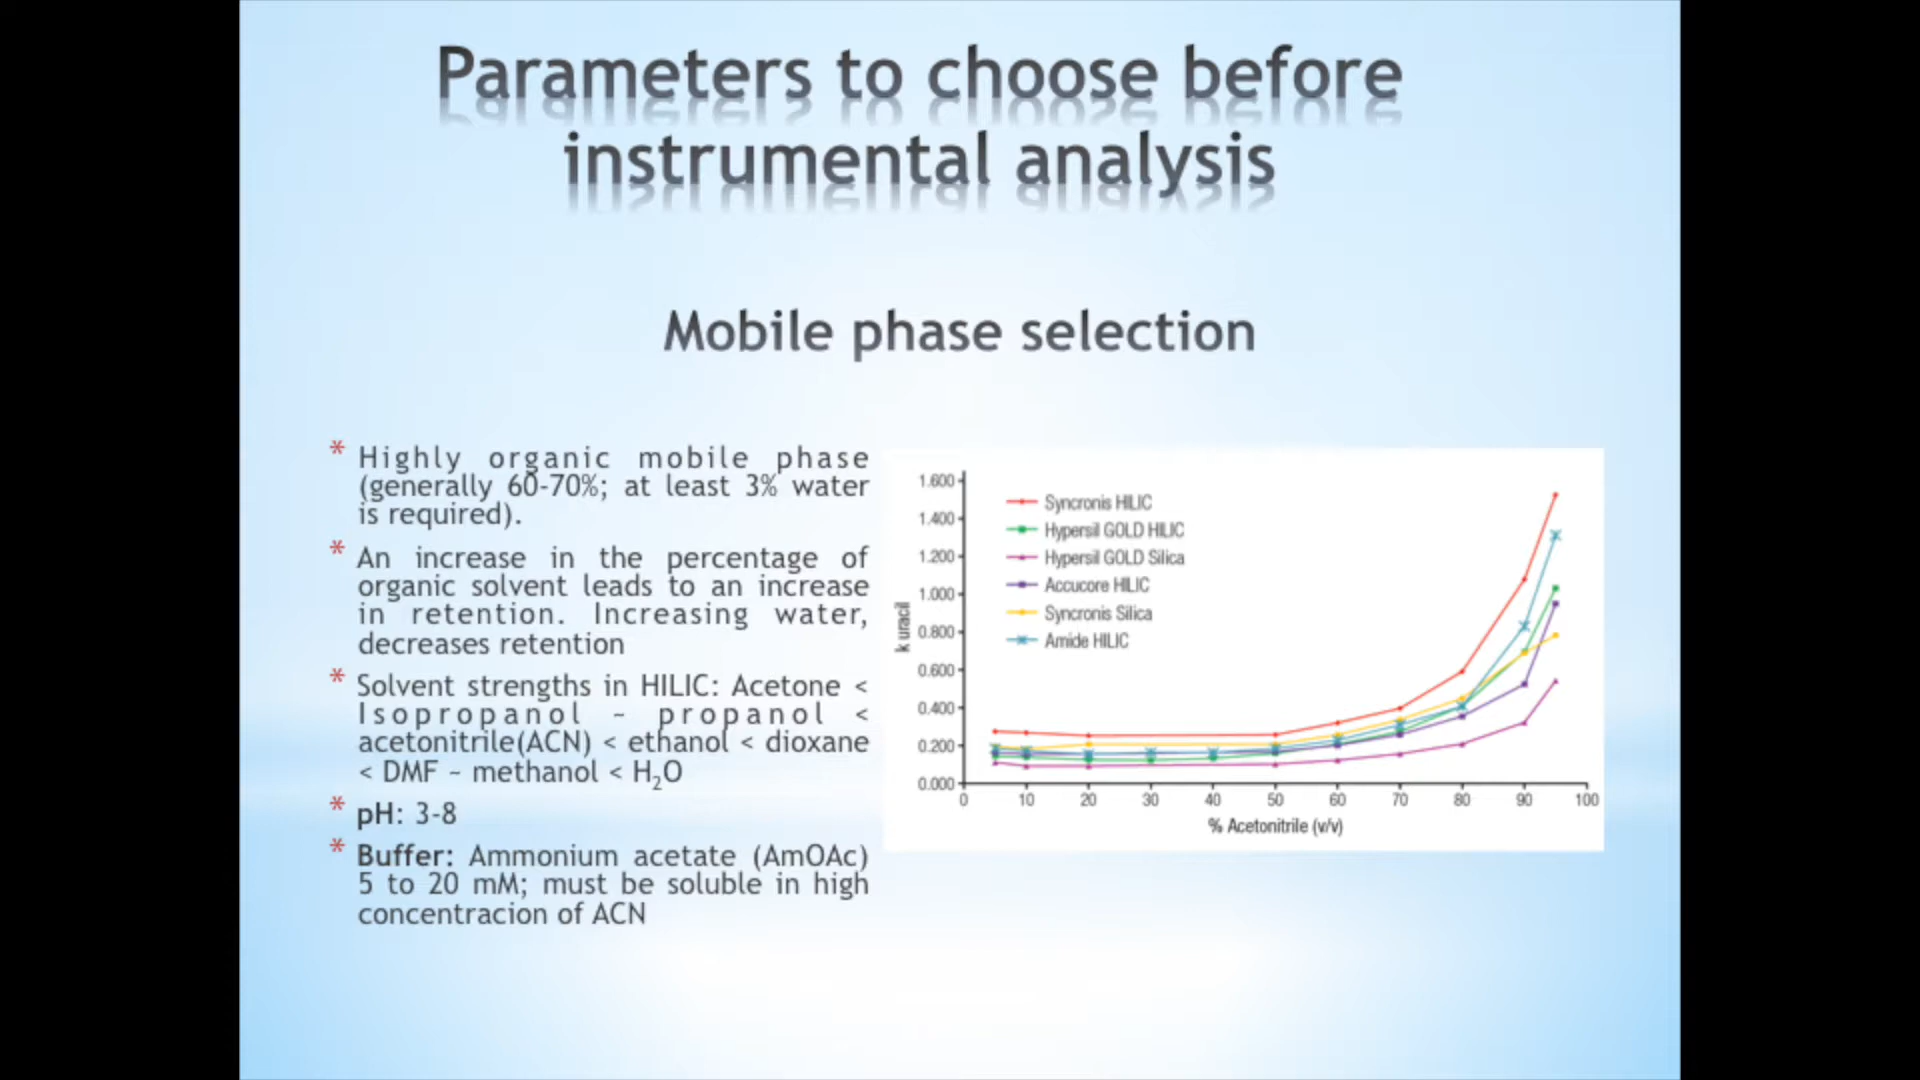 Parameters to choose before
instrumental analysis
Mobile phase selection
* Highly organic mobile phase
(generally 60-70%; at least 3% water
is required).
* An increase in the percentage of
organic solvent leads to an increase
in retention. Increasing water,
decreases retention
* Solvent strengths in HILIC: Acetone <
Isopropanol ~ propanol <
acetonitrile(ACN) < ethanol < dioxane
< DMF ~ methanol < H₂O
* pH: 3-8
* Buffer: Ammonium acetate (AmOAc)
5 to 20 mM; must be soluble in high
concentracion of ACN
1.600
1.400
1.200
1.000
0.800
0.600
0.400
0.200
0.000
k uracil
Syncronis HILIC
Hypersil GOLD HILIC
Hypersil GOLD Silica
Accucore HILIC
Syncronis Silica
Amide HILIC
0 10 20 30 40 50 60 70 80 90 100
% Acetonitrile (v/v)